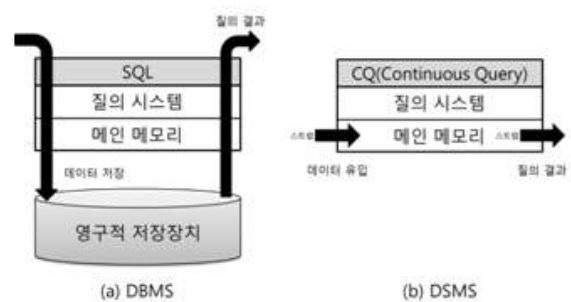 질의 결과
SQL
질의 시스템
메인 메모리
데이터 저장
영구적 저장장치
(a) DBMS
CQ(Continuous Query)
질의 시스템
스트림 메인 메모리 스트림
데이터 유입
질의 결과
(b) DSMS